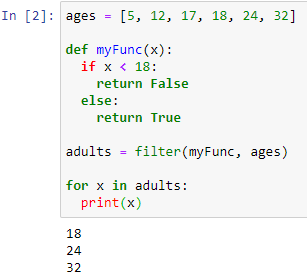 In [2]: ages = [5, 12, 17, 18, 24, 32]
def myFunc(x):
  if x < 18:
    return False
  else:
    return True
adults = filter(myFunc, ages)
for x in adults:
  print(x)
18
24
32